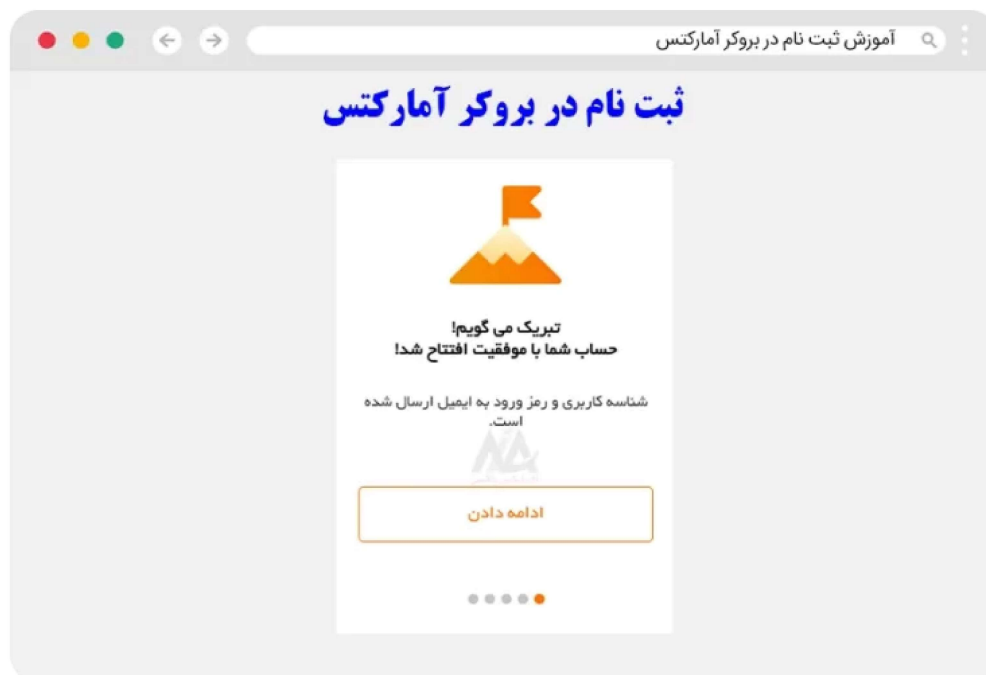 آموزش ثبت نام در بروکر آمارکتس
ثبت نام در بروکر آمارکتس
تبریک می گویم!
حساب شما با موفقیت افتتاح شد!
شناسه کاربری و رمز ورود به ایمیل ارسال شده
است.
ادامه دادن